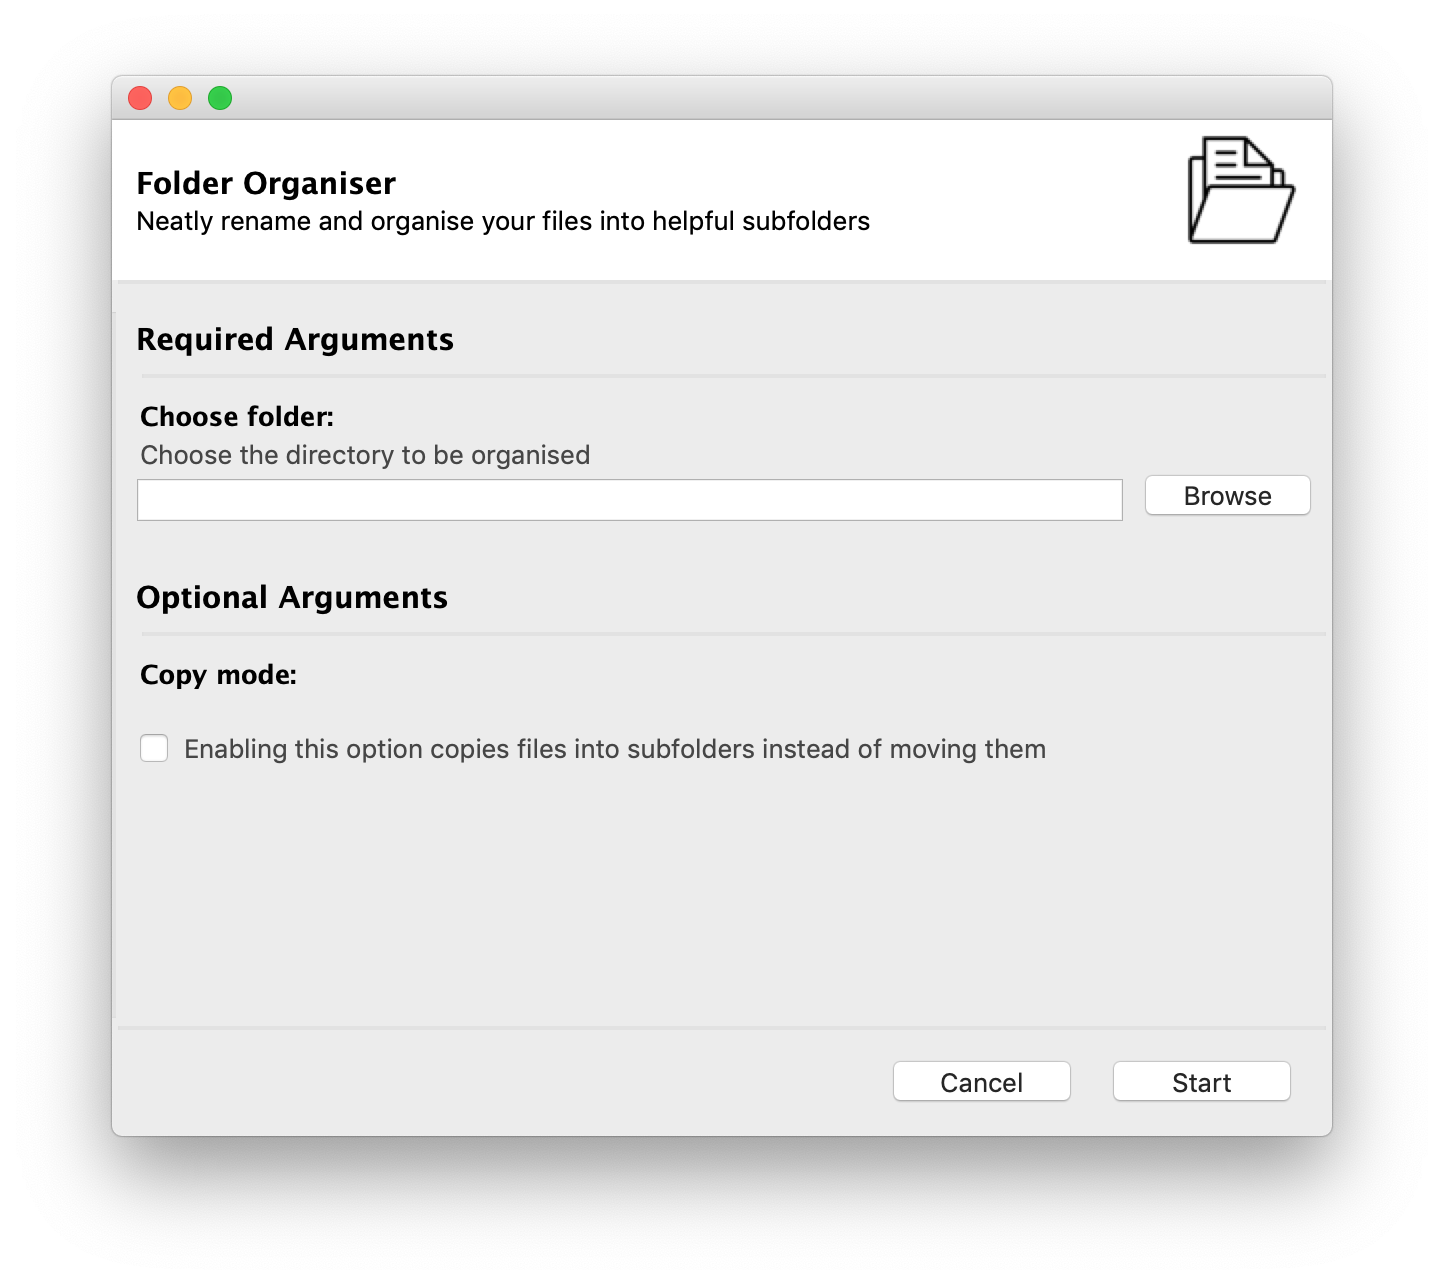 Folder Organiser
Neatly rename and organise your files into helpful subfolders
Required Arguments
Choose folder:
Choose the directory to be organised
Browse
Optional Arguments
Copy mode:
Enabling this option copies files into subfolders instead of moving them
Cancel
Start